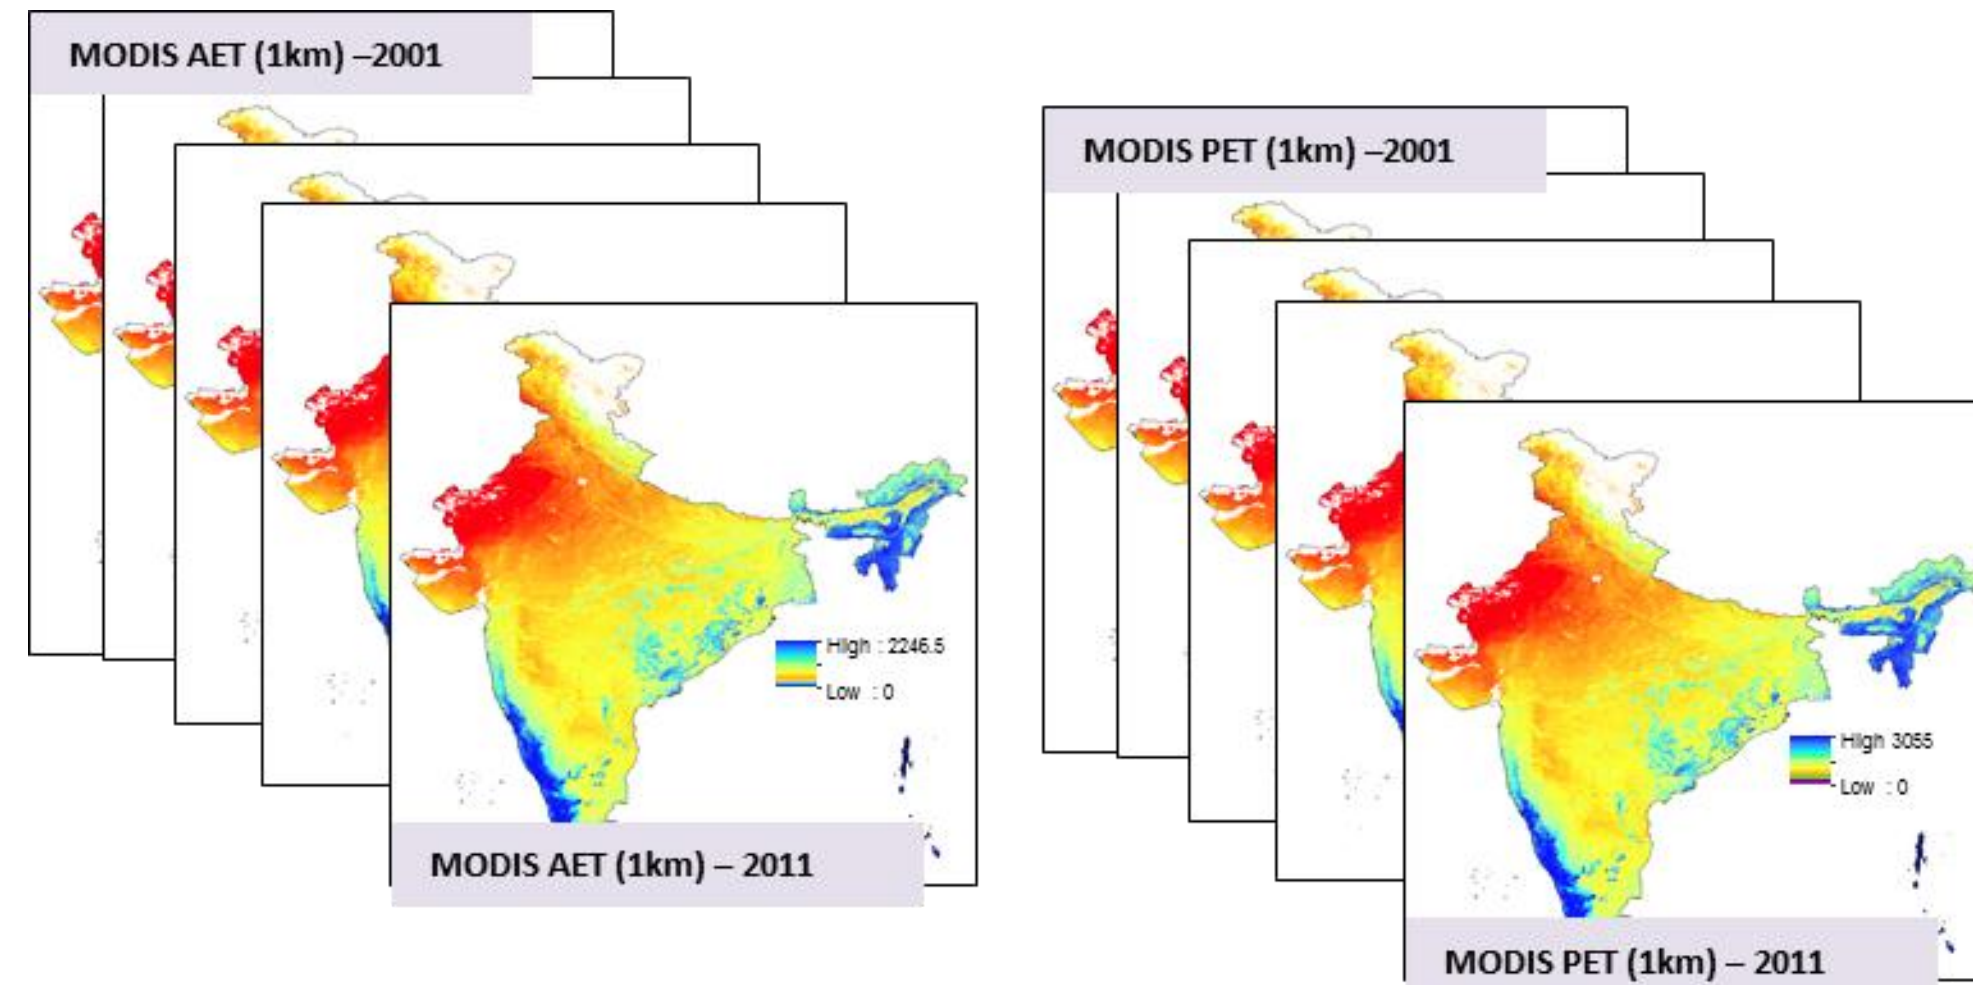 MODIS AET (1km) –2001
High : 2246.5
Low : 0
MODIS AET (1km) – 2011
MODIS PET (1km) –2001
High 3055
Low : 0
MODIS PET (1km) – 2011